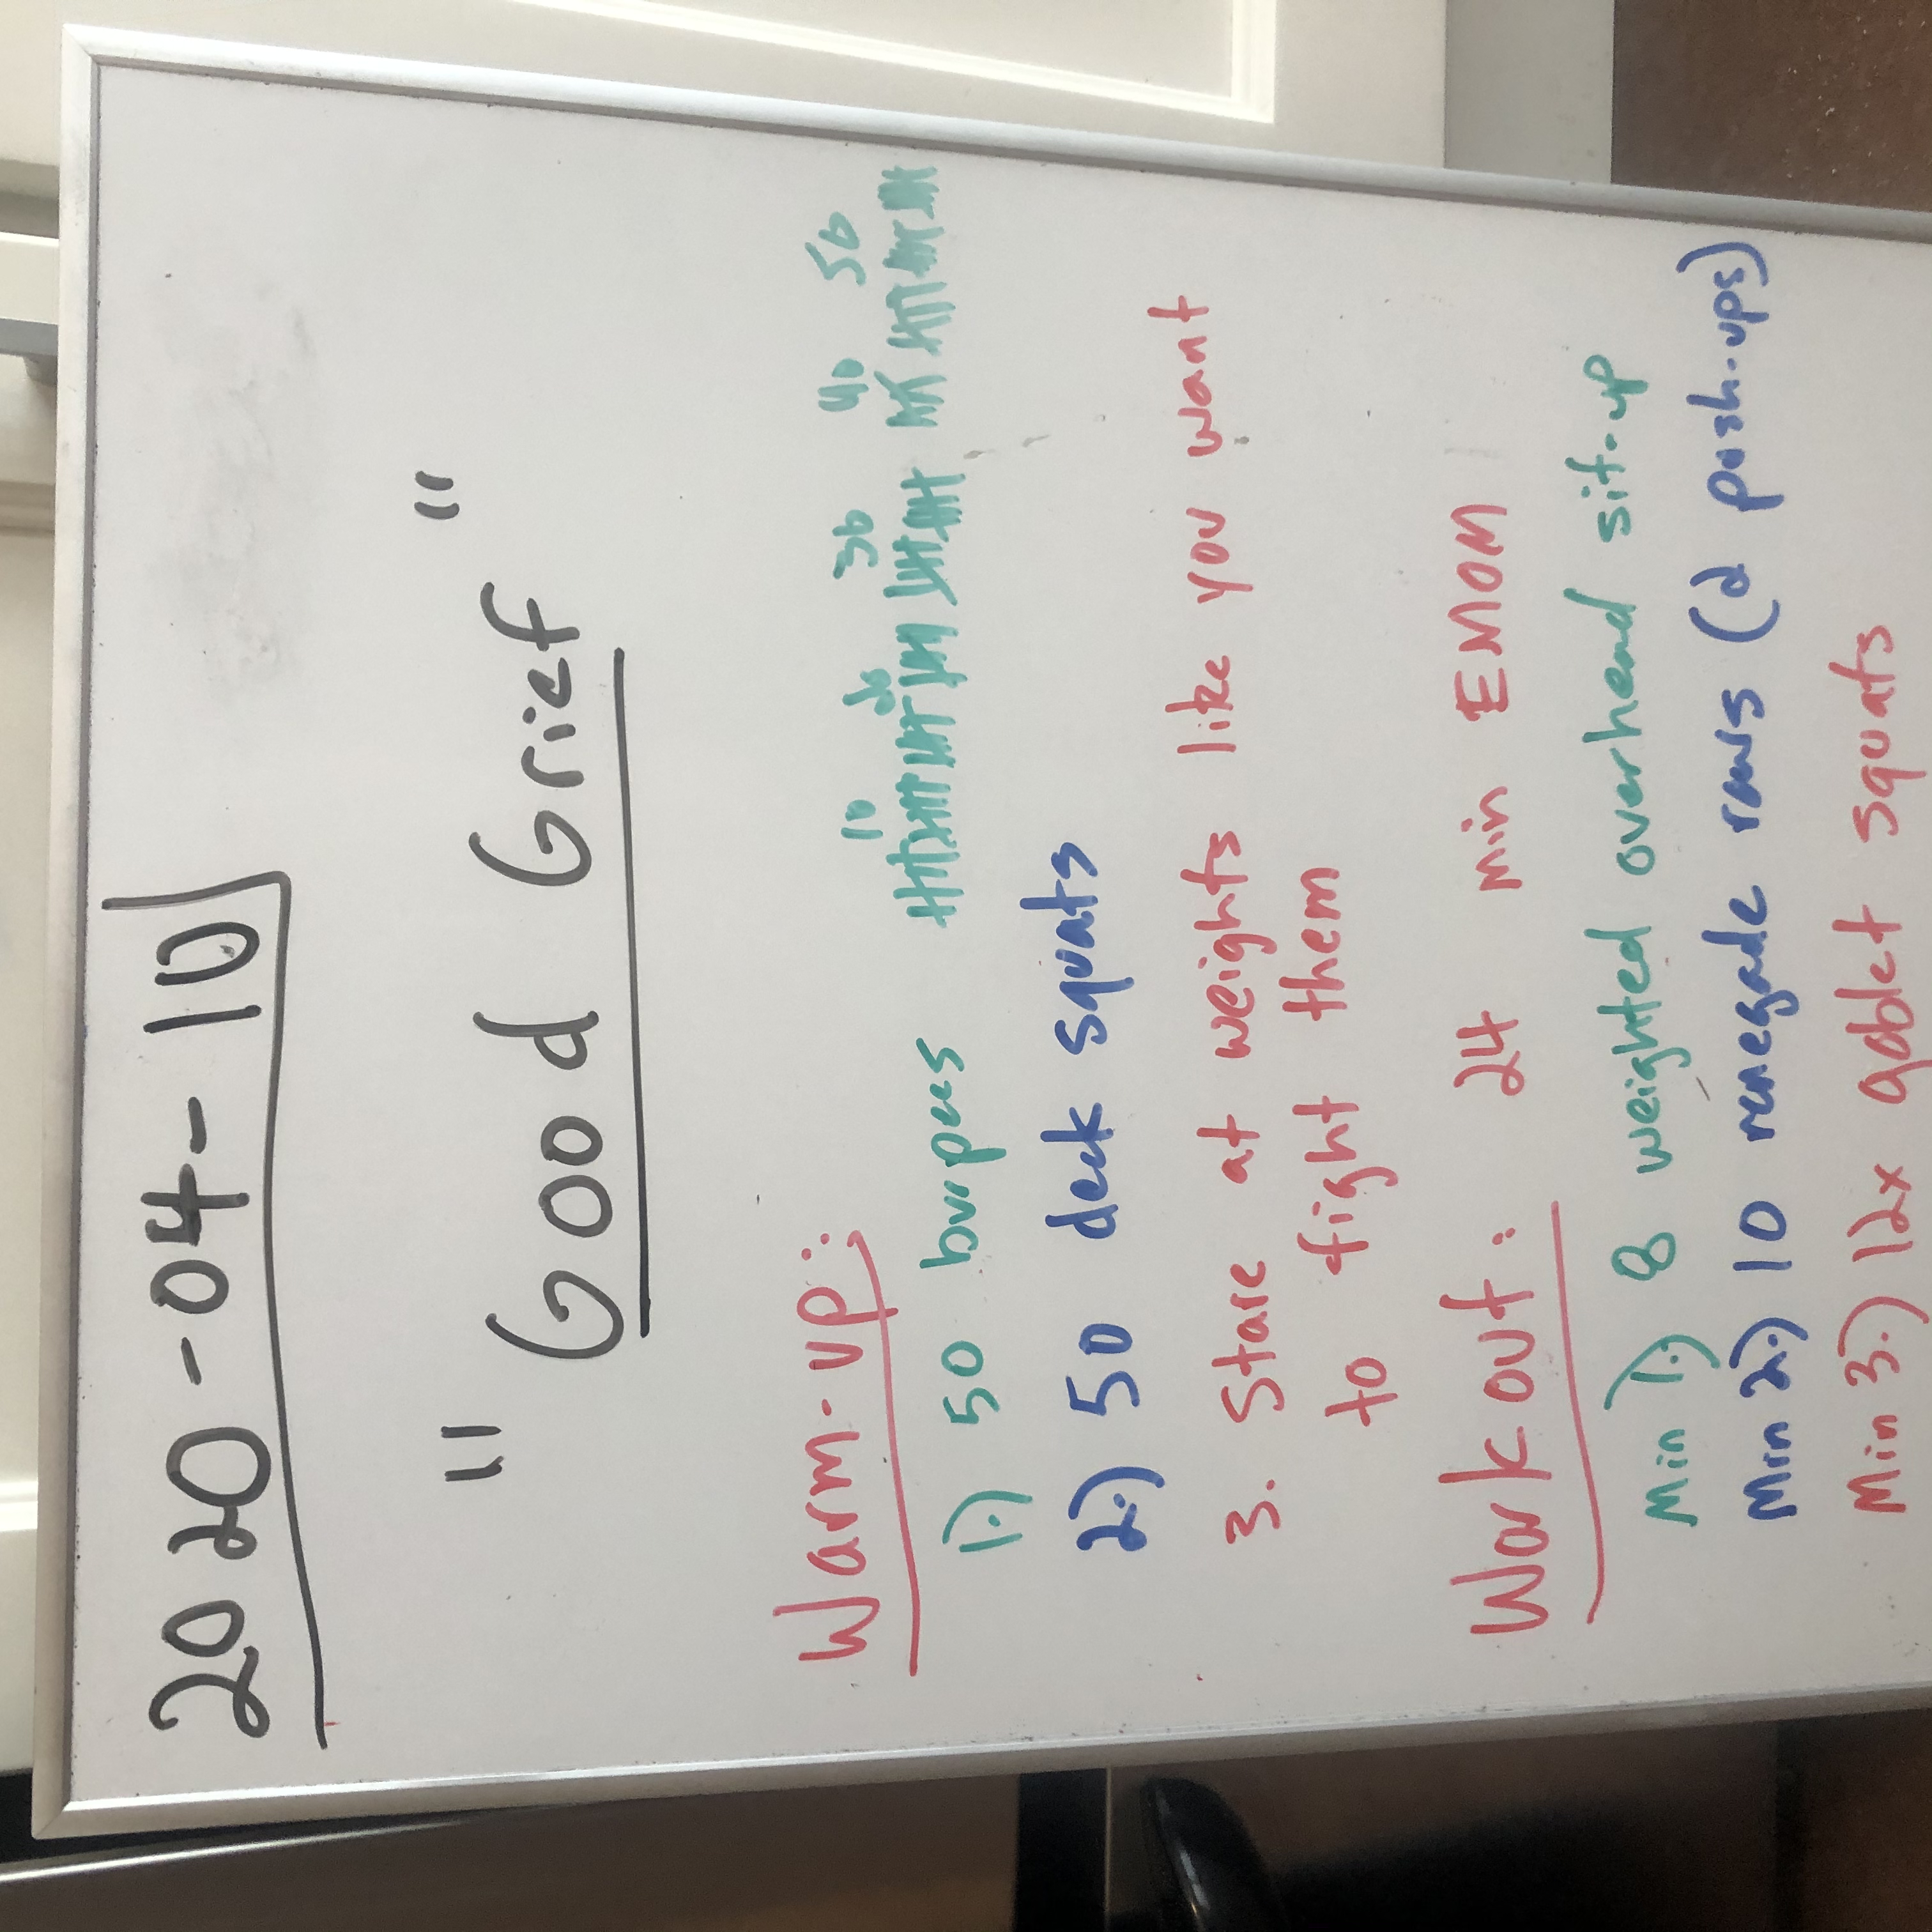 2020-04-10
"Good Grief"
Warm-up:
10 20 30 40 50
1.) 50 burpees
2.) 50 deck squats
3. Stare at weights like you want
to fight them
Workout: 24 min EMOM
Min 1.) 8 weighted overhead sit-up
Min 2.) 10 renegade rows (2 push-ups)
Min 3.) 12x goblet squats